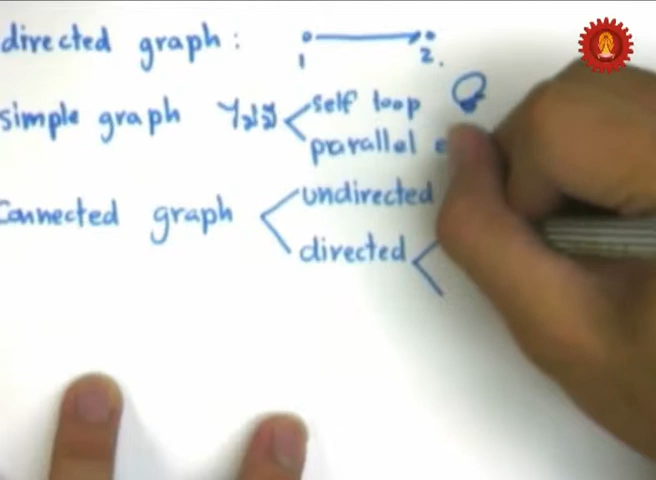 directed graph: 1 2.
simple graph ไม่มี self loop
parallel e
Connected graph undirected
directed